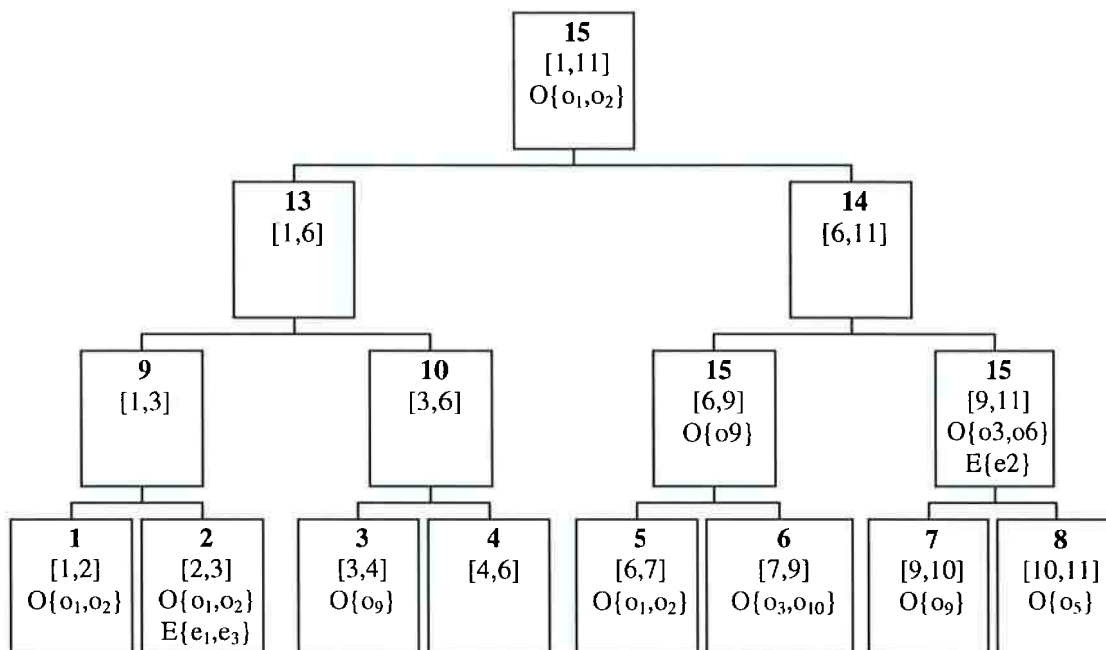 15
[1,11]
O{o₁,o₂}
13
[1,6]
14
[6,11]
9
[1,3]
10
[3,6]
15
[6,9]
O{o9}
15
[9,11]
O{o3,o6}
E{e2}
1
[1,2]
O{o₁,o₂}
2
[2,3]
O{o₁,o₂}
E{e₁,e₃}
3
[3,4]
O{o₉}
4
[4,6]
5
[6,7]
O{o₁,o₂}
6
[7,9]
O{o₃,o₁₀}
7
[9,10]
O{o₉}
8
[10,11]
O{o₅}